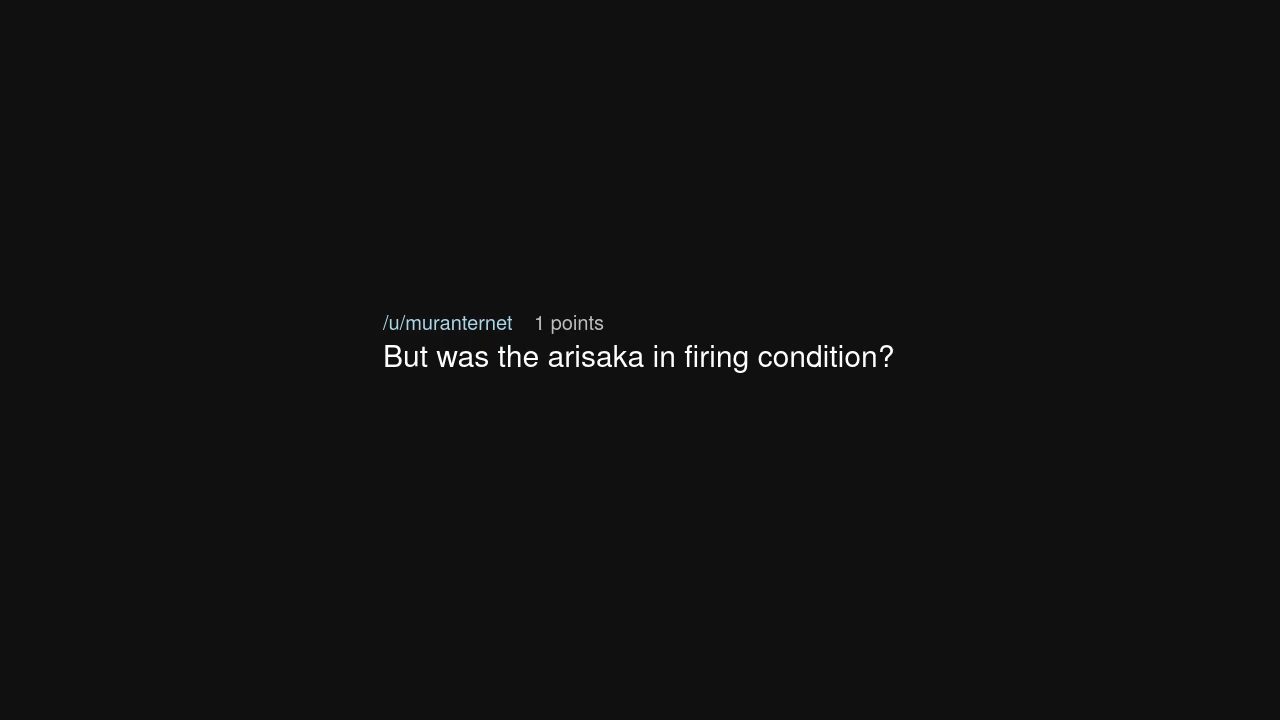 /u/muranternet 1 points
But was the arisaka in firing condition?